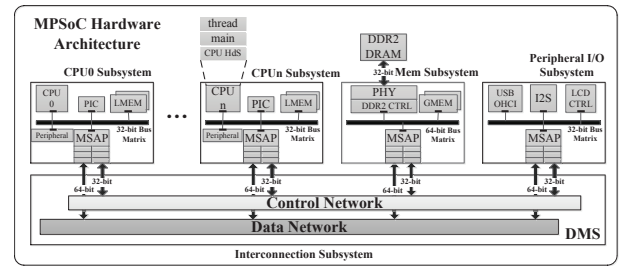 MPSoC Hardware
Architecture
thread
main
CPU HdS
DDR2
DRAM
32-bit
CPU0 Subsystem
CPUn Subsystem
Mem Subsystem
Peripheral I/O
Subsystem
CPU
0
PIC
LMEM
Peripheral
MSAP
32-bit Bus
Matrix
...
CPU
n
PIC
LMEM
Peripheral
MSAP
32-bit Bus
Matrix
PHY
DDR2 CTRL
GMEM
MSAP
64-bit Bus
Matrix
USB
OHCI
I2S
LCD
CTRL
MSAP
32-bit Bus
Matrix
32-bit
64-bit
32-bit
64-bit
32-bit
64-bit
32-bit
64-bit
Control Network
Data Network
DMS
Interconnection Subsystem